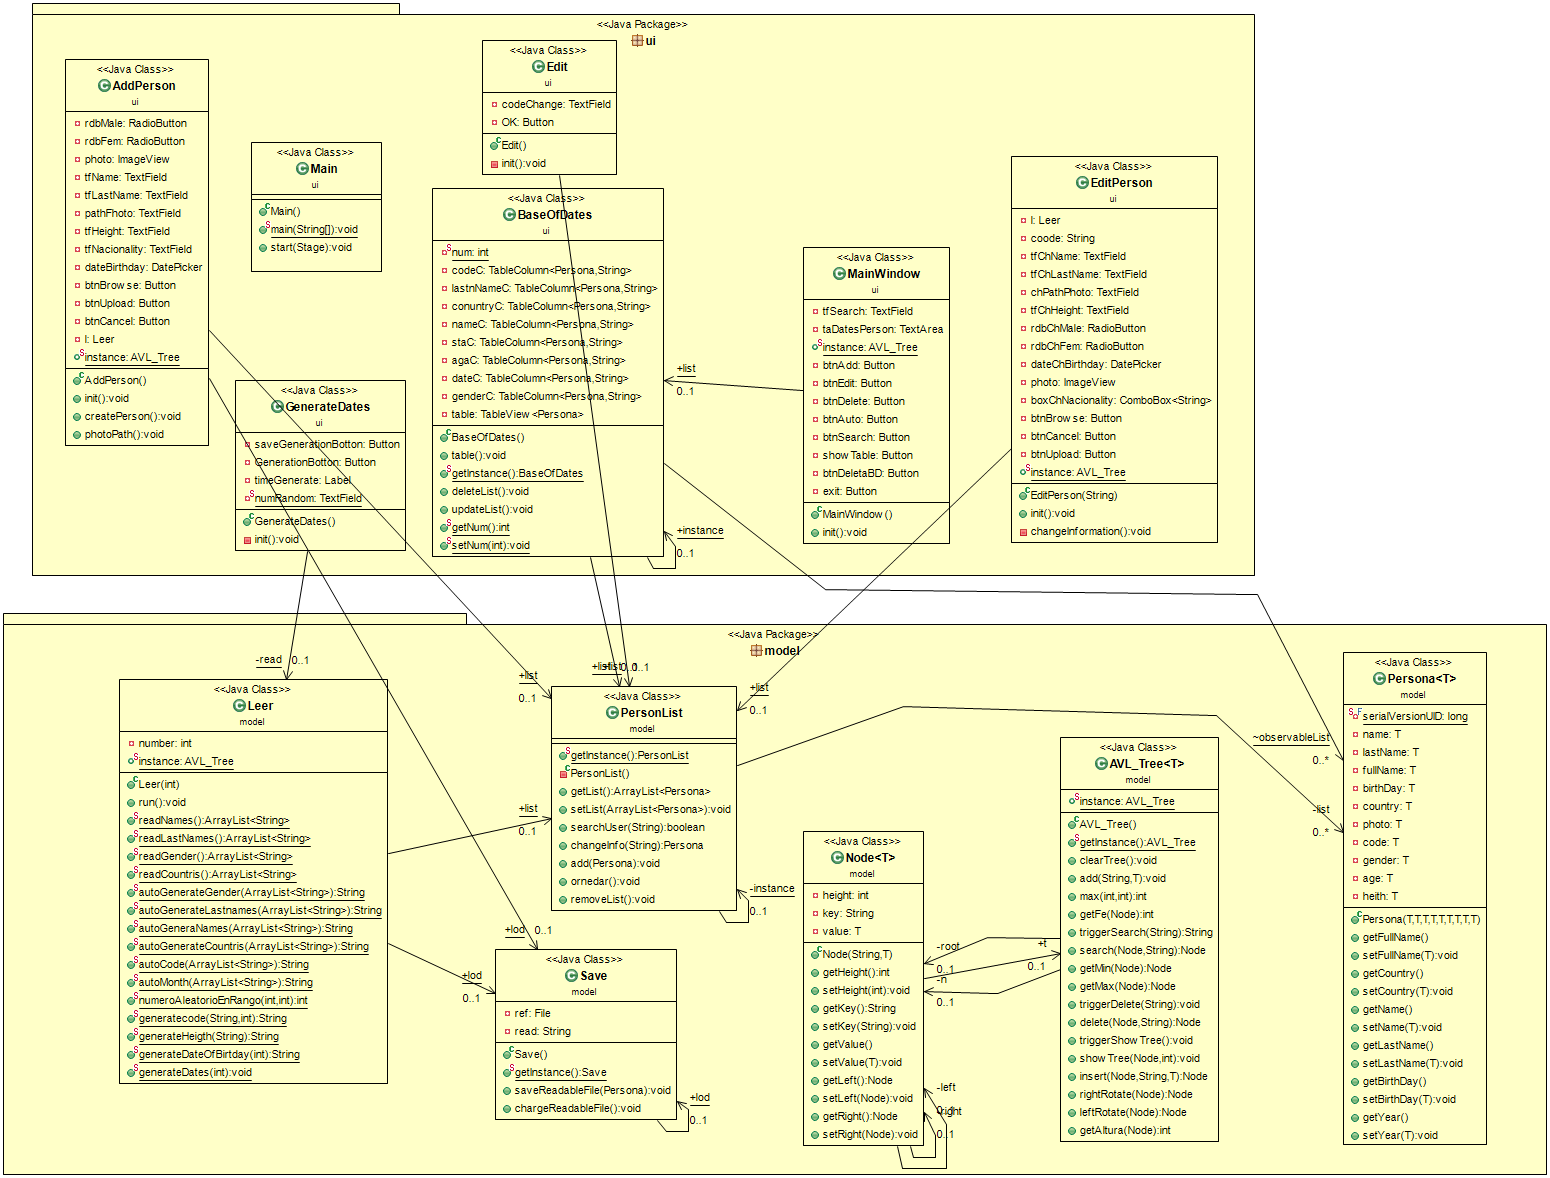 <<Java Package>>
ui
<<Java Class>>
AddPerson
ui
rdbMale: RadioButton
rdbFem: RadioButton
photo: ImageView
tfName: TextField
tfLastName: TextField
pathFhoto: TextField
tfHeight: TextField
tfNacionality: TextField
dateBirthday: DatePicker
btnBrowse: Button
btnUpload: Button
btnCancel: Button
l: Leer
instance: AVL_Tree
AddPerson()
init():void
createPerson():void
photoPath():void
<<Java Class>>
Main
ui
Main()
main(String[]):void
start(Stage):void
<<Java Class>>
GenerateDates
ui
saveGenerationBotton: Button
GenerationBotton: Button
timeGenerate: Label
numRandom: TextField
GenerateDates()
init():void
<<Java Class>>
Edit
ui
codeChange: TextField
OK: Button
Edit()
init():void
<<Java Class>>
BaseOfDates
ui
num: int
codeC: TableColumn<Persona,String>
lastnNameC: TableColumn<Persona,String>
conuntryC: TableColumn<Persona,String>
nameC: TableColumn<Persona,String>
staC: TableColumn<Persona,String>
agaC: TableColumn<Persona,String>
dateC: TableColumn<Persona,String>
genderC: TableColumn<Persona,String>
table: TableView<Persona>
BaseOfDates()
table():void
getInstance():BaseOfDates
deleteList():void
updateList():void
getNum():int
setNum(int):void
+list
0..1
+instance
0..1
<<Java Class>>
MainWindow
ui
tfSearch: TextField
taDatesPerson: TextArea
instance: AVL_Tree
btnAdd: Button
btnEdit: Button
btnDelete: Button
btnAuto: Button
btnSearch: Button
showTable: Button
btnDeletaBD: Button
exit: Button
MainWindow()
init():void
<<Java Class>>
EditPerson
ui
l: Leer
coode: String
tfChName: TextField
tfChLastName: TextField
chPathPhoto: TextField
tfChHeight: TextField
rdbChMale: RadioButton
rdbChFem: RadioButton
dateChBirthday: DatePicker
photo: ImageView
boxChNacionality: ComboBox<String>
btnBrowse: Button
btnCancel: Button
btnUpload: Button
instance: AVL_Tree
EditPerson(String)
init():void
changeInformation():void
<<Java Package>>
model
-read
0..1
<<Java Class>>
Leer
model
number: int
instance: AVL_Tree
Leer(int)
run():void
readNames():ArrayList<String>
readLastNames():ArrayList<String>
readGender():ArrayList<String>
readCountris():ArrayList<String>
autoGenerateGender(ArrayList<String>):String
autoGenerateLastnames(ArrayList<String>):String
autoGeneraNames(ArrayList<String>):String
autoGenerateCountris(ArrayList<String>):String
autoCode(ArrayList<String>):String
autoMonth(ArrayList<String>):String
numeroAleatorioEnRango(int,int):int
generatecode(String,int):String
generateHeigth(String):String
generateDateOfBirtday(int):String
generateDates(int):void
+list
0..1
+list
+list
0..1
+list
0..1
+list
0..1
<<Java Class>>
PersonList
model
getInstance():PersonList
PersonList()
getList():ArrayList<Persona>
setList(ArrayList<Persona>):void
searchUser(String):boolean
changeInfo(String):Persona
add(Persona):void
ornedar():void
removeList():void
-instance
0..1
+lod
0..1
+lod
0..1
<<Java Class>>
Save
model
ref: File
read: String
Save()
getInstance():Save
saveReadableFile(Persona):void
chargeReadableFile():void
+lod
0..1
<<Java Class>>
Node<T>
model
height: int
key: String
value: T
Node(String,T)
getHeight():int
setHeight(int):void
getKey():String
setKey(String):void
getValue()
setValue(T):void
getLeft():Node
setLeft(Node):void
getRight():Node
setRight(Node):void
-root
0..1
-n
0..1
+t
0..1
-left
-right
0..1
<<Java Class>>
AVL_Tree<T>
model
instance: AVL_Tree
AVL_Tree()
getInstance():AVL_Tree
clearTree():void
add(String,T):void
max(int,int):int
getFe(Node):int
triggerSearch(String):String
search(Node,String):Node
getMin(Node):Node
getMax(Node):Node
triggerDelete(String):void
delete(Node,String):Node
triggerShowTree():void
showTree(Node,int):void
insert(Node,String,T):Node
rightRotate(Node):Node
leftRotate(Node):Node
getAltura(Node):int
~observableList
0..*
-list
0..*
<<Java Class>>
Persona<T>
model
serialVersionUID: long
name: T
lastName: T
fullName: T
birthDay: T
country: T
photo: T
code: T
gender: T
age: T
heith: T
Persona(T,T,T,T,T,T,T,T,T)
getFullName()
setFullName(T):void
getCountry()
setCountry(T):void
getName()
setName(T):void
getLastName()
setLastName(T):void
getBirthDay()
setBirthDay(T):void
getYear()
setYear(T):void